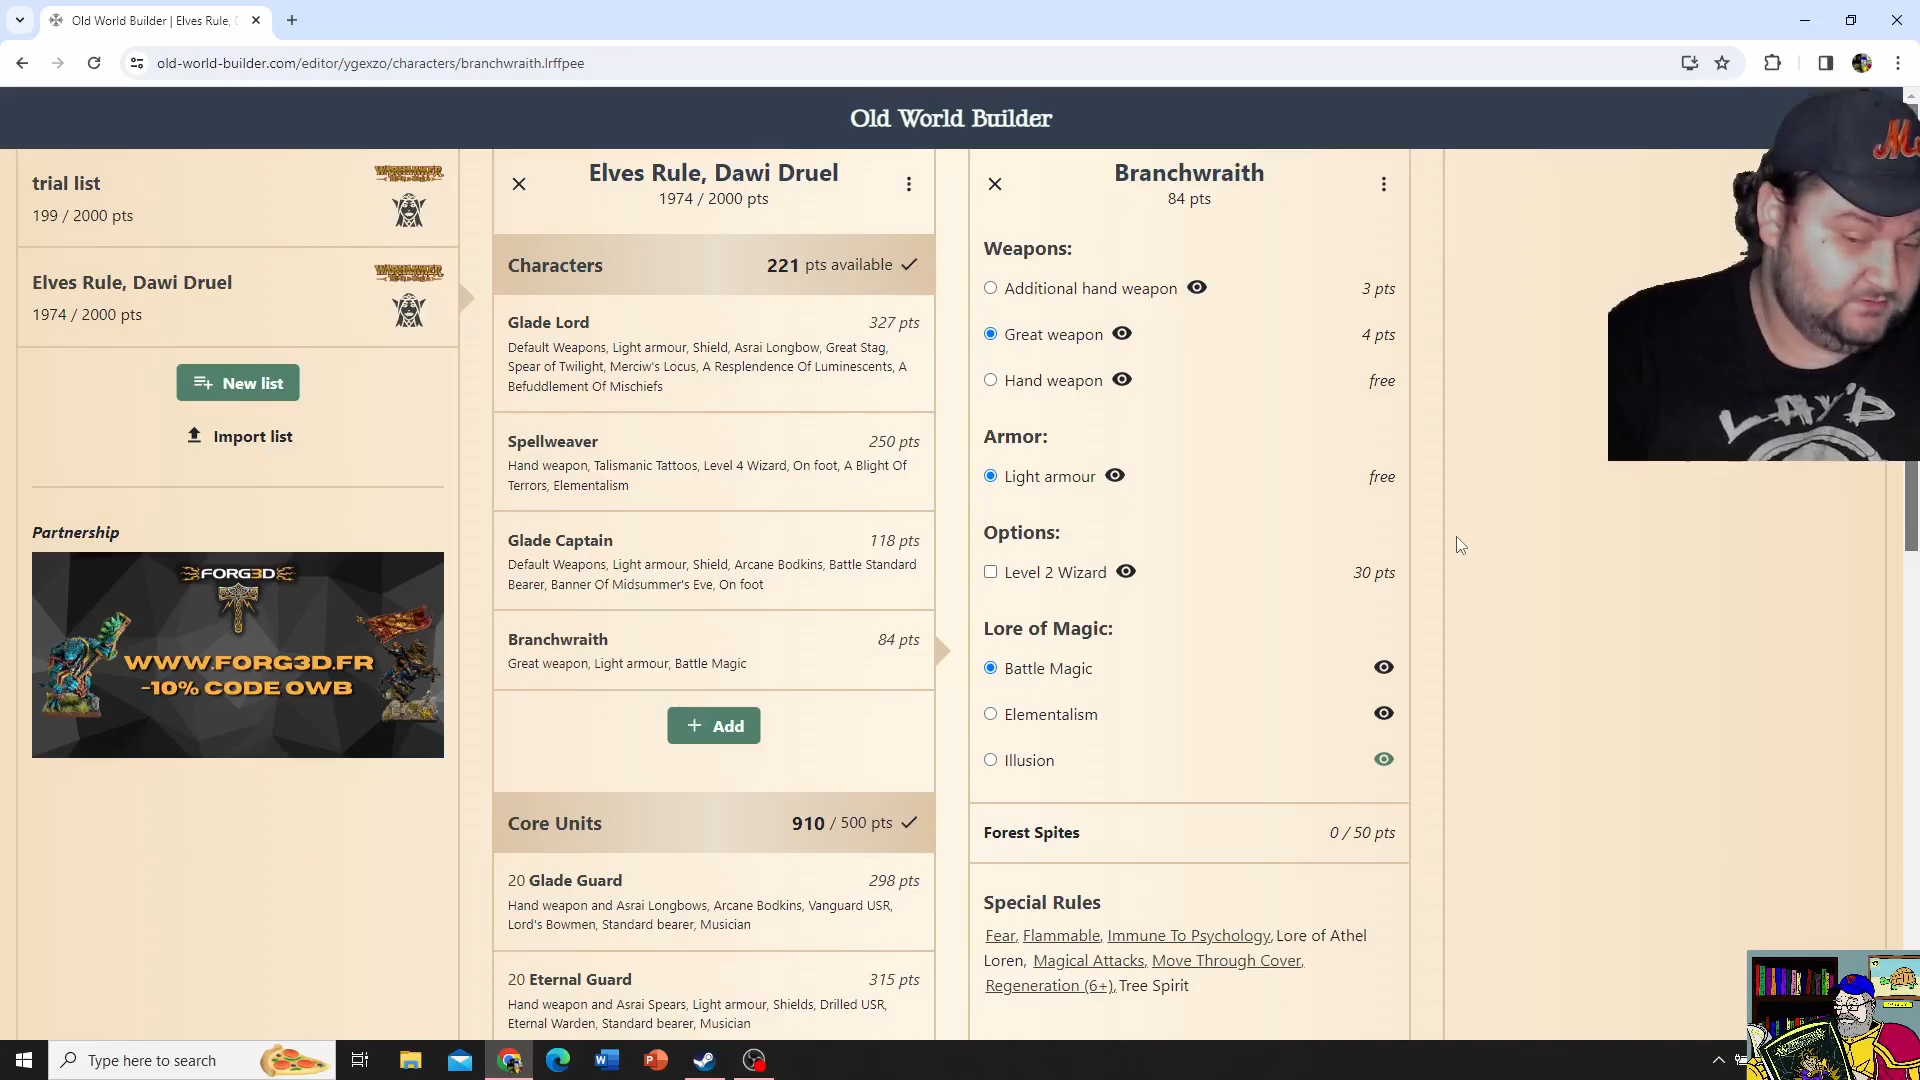 Old World Builder | Elves Rule, D
old-world-builder.com/editor/ygexzo/characters/branchwraith.lrffpee
Old World Builder
trial list
199 / 2000 pts
WARHAMMER
Elves Rule, Dawi Druel
1974 / 2000 pts
WARHAMMER
New list
Import list
Partnership
FORG3D
WWW.FORG3D.FR
-10% CODE OWB
Elves Rule, Dawi Druel
1974 / 2000 pts
Characters 221 pts available
Glade Lord 327 pts
Default Weapons, Light armour, Shield, Asrai Longbow, Great Stag,
Spear of Twilight, Merciw's Locus, A Resplendence Of Luminescents, A
Befuddlement Of Mischiefs
Spellweaver 250 pts
Hand weapon, Talismanic Tattoos, Level 4 Wizard, On foot, A Blight Of
Terrors, Elementalism
Glade Captain 118 pts
Default Weapons, Light armour, Shield, Arcane Bodkins, Battle Standard
Bearer, Banner Of Midsummer's Eve, On foot
Branchwraith 84 pts
Great weapon, Light armour, Battle Magic
Add
Core Units 910 / 500 pts
20 Glade Guard 298 pts
Hand weapon and Asrai Longbows, Arcane Bodkins, Vanguard USR,
Lord's Bowmen, Standard bearer, Musician
20 Eternal Guard 315 pts
Hand weapon and Asrai Spears, Light armour, Shields, Drilled USR,
Eternal Warden, Standard bearer, Musician
Branchwraith
84 pts
Weapons:
Additional hand weapon 3 pts
Great weapon 4 pts
Hand weapon free
Armor:
Light armour free
Options:
Level 2 Wizard 30 pts
Lore of Magic:
Battle Magic
Elementalism
Illusion
Forest Spites 0 / 50 pts
Special Rules
Fear, Flammable, Immune To Psychology, Lore of Athel
Loren, Magical Attacks, Move Through Cover,
Regeneration (6+), Tree Spirit
LAY'D
Type here to search